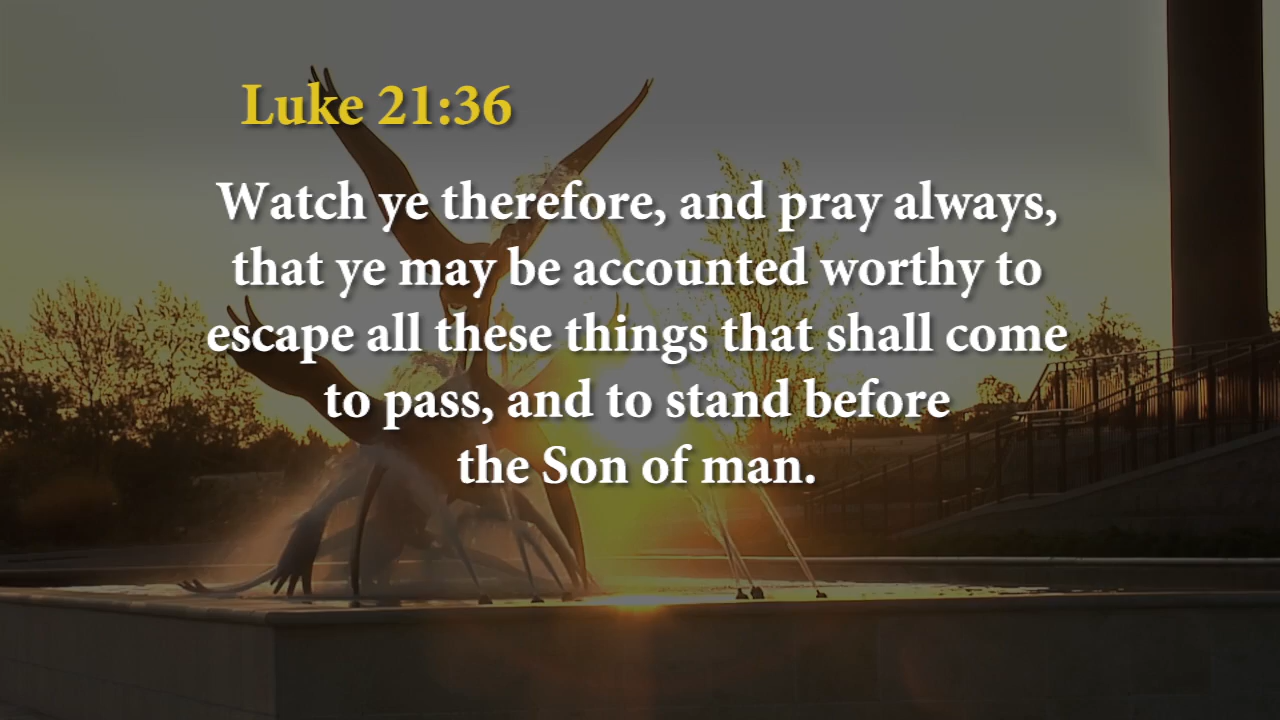 Luke 21:36
Watch ye therefore, and pray always,
that ye may be accounted worthy to
escape all these things that shall come
to pass, and to stand before
the Son of man.